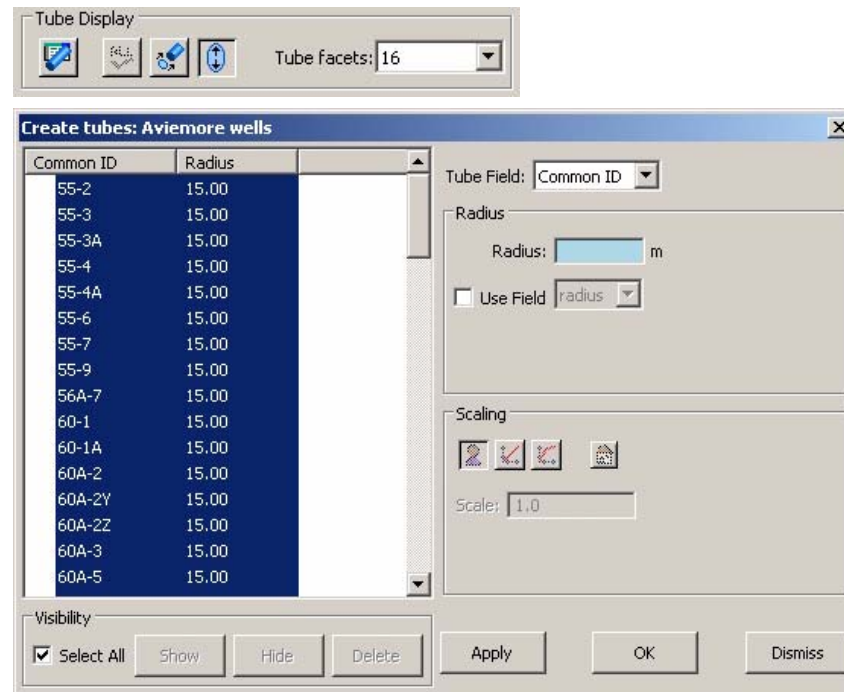 Tube Display
Tube facets: 16
Create tubes: Aviemore wells
Common ID Radius
55-2 15.00
55-3 15.00
55-3A 15.00
55-4 15.00
55-4A 15.00
55-6 15.00
55-7 15.00
55-9 15.00
56A-7 15.00
60-1 15.00
60-1A 15.00
60A-2 15.00
60A-2Y 15.00
60A-2Z 15.00
60A-3 15.00
60A-5 15.00
Tube Field: Common ID
Radius
Radius: m
Use Field radius
Scaling
Scale: 1.0
Visibility
Select All Show Hide Delete
Apply OK Dismiss